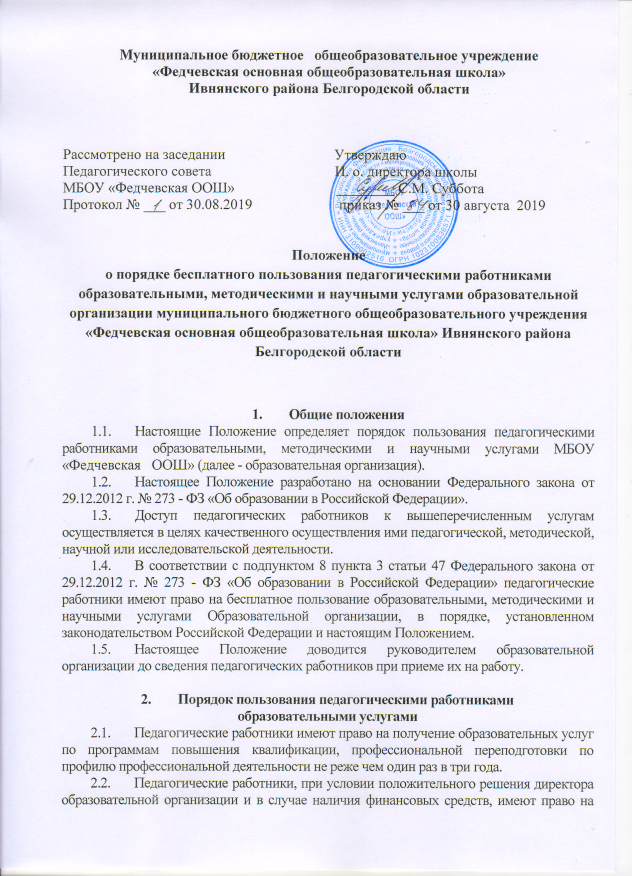 Муниципальное бюджетное общеобразовательное учреждение
«Федчевская основная общеобразовательная школа»
Ивнянского района Белгородской области
Рассмотрено на заседании
Педагогического совета
МБОУ «Федчевская ООШ»
Протокол № 1 от 30.08.2019
Утверждаю
И. о. директора школы
С.М. Суббота
приказ № от 30 августа 2019
Положение
о порядке бесплатного пользования педагогическими работниками
образовательными, методическими и научными услугами образовательной
организации муниципального бюджетного общеобразовательного учреждения
«Федчевская основная общеобразовательная школа» Ивнянского района
Белгородской области
1. Общие положения
1.1. Настоящие Положение определяет порядок пользования педагогическими
работниками образовательными, методическими и научными услугами МБОУ
«Федчевская ООШ» (далее - образовательная организация).
1.2. Настоящее Положение разработано на основании Федерального закона от
29.12.2012 г. № 273 - ФЗ «Об образовании в Российской Федерации».
1.3. Доступ педагогических работников к вышеперечисленным услугам
осуществляется в целях качественного осуществления ими педагогической, методической,
научной или исследовательской деятельности.
1.4. В соответствии с подпунктом 8 пункта 3 статьи 47 Федерального закона от
29.12.2012 г. № 273 - ФЗ «Об образовании в Российской Федерации» педагогические
работники имеют право на бесплатное пользование образовательными, методическими и
научными услугами Образовательной организации, в порядке, установленном
законодательством Российской Федерации и настоящим Положением.
1.5. Настоящее Положение доводится руководителем образовательной
организации до сведения педагогических работников при приеме их на работу.
2. Порядок пользования педагогическими работниками
образовательными услугами
2.1. Педагогические работники имеют право на получение образовательных услуг
по программам повышения квалификации, профессиональной переподготовки по
профилю профессиональной деятельности не реже чем один раз в три года.
2.2. Педагогические работники, при условии положительного решения директора
образовательной организации и в случае наличия финансовых средств, имеют право на